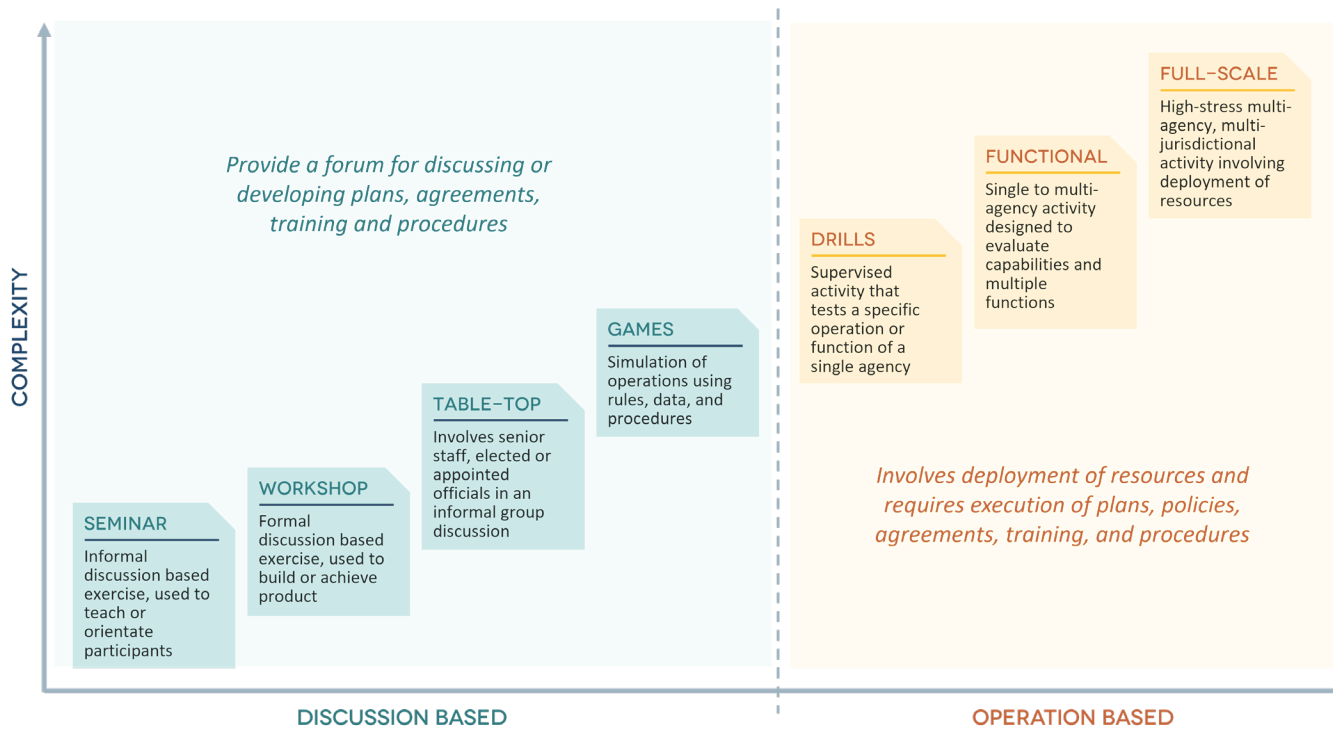 COMPLEXITY
Provide a forum for discussing or
developing plans, agreements,
training and procedures
SEMINAR
Informal
discussion based
exercise, used to
teach or
orientate
participants
WORKSHOP
Formal
discussion based
exercise, used to
build or achieve
product
TABLE-TOP
Involves senior
staff, elected or
appointed
officials in an
informal group
discussion
GAMES
Simulation of
operations using
rules, data, and
procedures
DISCUSSION BASED
DRILLS
Supervised
activity that
tests a specific
operation or
function of a
single agency
FUNCTIONAL
Single to multi-
agency activity
designed to
evaluate
capabilities and
multiple
functions
FULL-SCALE
High-stress multi-
agency, multi-
jurisdictional
activity involving
deployment of
resources
Involves deployment of resources and
requires execution of plans, policies,
agreements, training, and procedures
OPERATION BASED